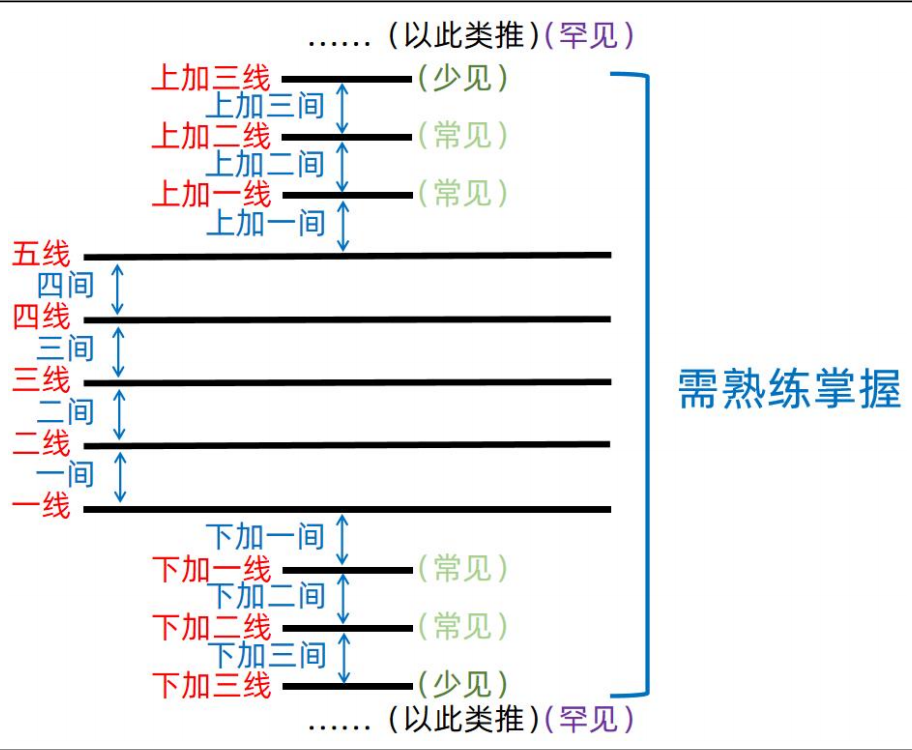 ……（以此类推）（罕见）
上加三线（少见）
上加三间
上加二线（常见）
上加二间
上加一线（常见）
上加一间
五线
四间
四线
三间
三线
需熟练掌握
二间
二线
一间
一线
下加一间
下加一线（常见）
下加二间
下加二线（常见）
下加三间
下加三线（少见）
……（以此类推）（罕见）